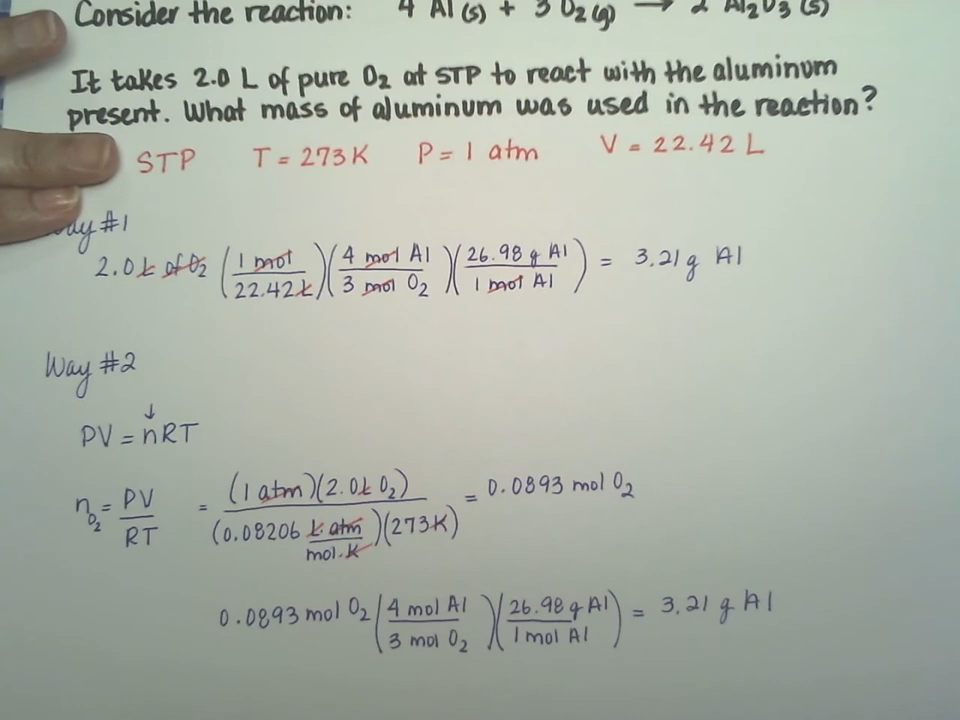 Consider the reaction: 4 Al (s) + 3 O₂ (g) → 2 Al₂O₃ (s)
It takes 2.0 L of pure O₂ at STP to react with the aluminum
present. What mass of aluminum was used in the reaction?
STP T = 273K P = 1 atm V = 22.42 L
Way #1
2.0 L of O₂ (1 mol / 22.42 L)(4 mol Al / 3 mol O₂)(26.98 g Al / 1 mol Al) = 3.21 g Al
Way #2
↓
PV = nRT
n O₂ = PV / RT = (1 atm)(2.0 L O₂) / (0.08206 L·atm / mol·K)(273K) = 0.0893 mol O₂
0.0893 mol O₂ (4 mol Al / 3 mol O₂)(26.98 g Al / 1 mol Al) = 3.21 g Al